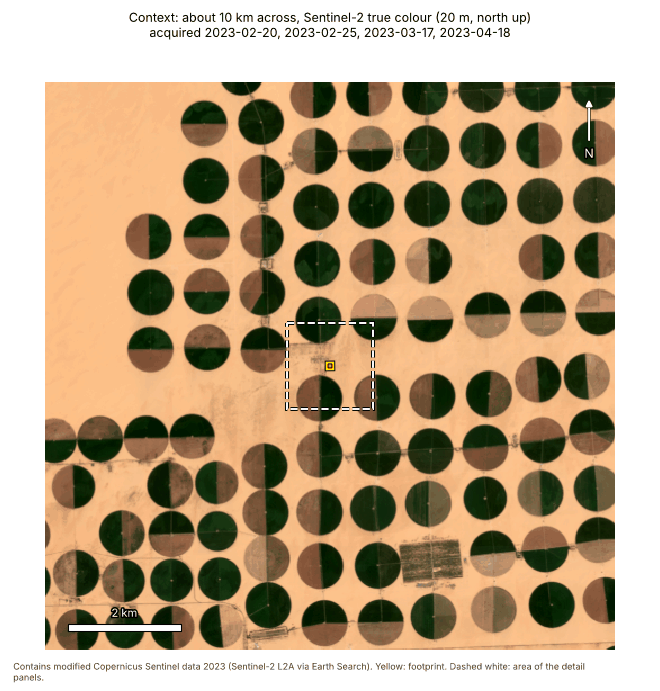 Context: about 10 km across, Sentinel-2 true colour (20 m, north up)
acquired 2023-02-20, 2023-02-25, 2023-03-17, 2023-04-18
N
2 km
Contains modified Copernicus Sentinel data 2023 (Sentinel-2 L2A via Earth Search). Yellow: footprint. Dashed white: area of the detail
panels.